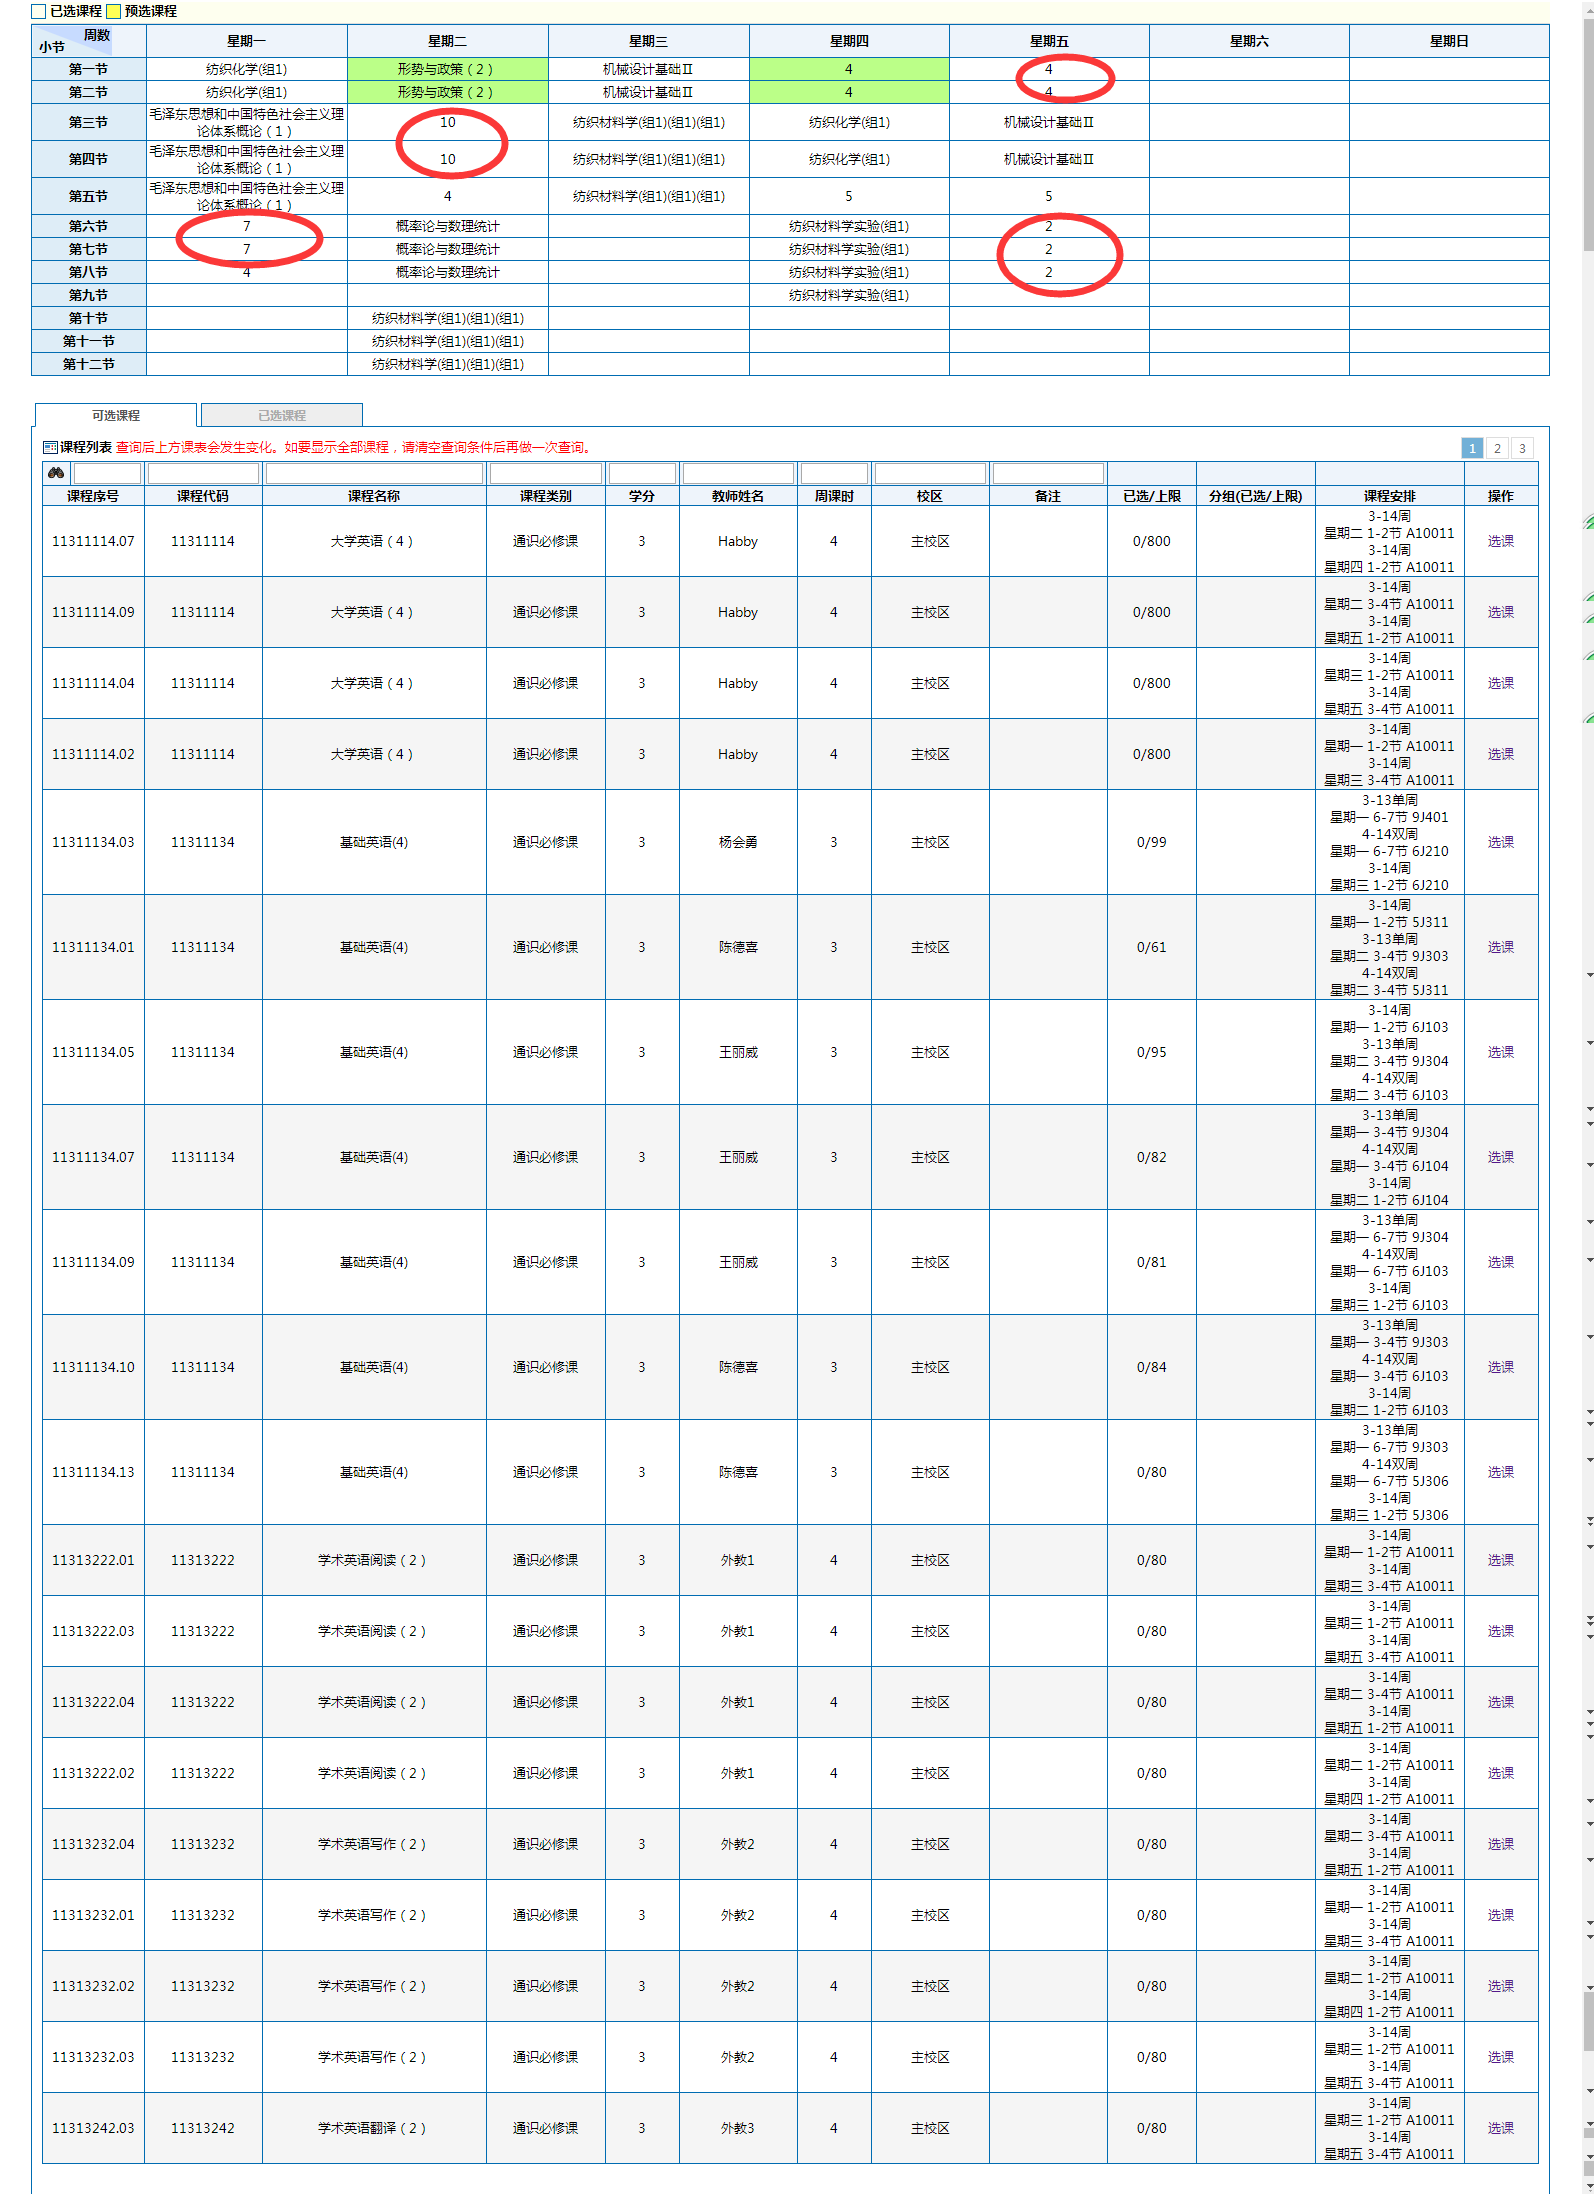 已选课程 预选课程
周数 小节 星期一 星期二 星期三 星期四 星期五 星期六 星期日
第一节 纺织化学(组1) 形势与政策（2） 机械设计基础Ⅱ 4 4
第二节 纺织化学(组1) 形势与政策（2） 机械设计基础Ⅱ 4 4
第三节 毛泽东思想和中国特色社会主义理论体系概论（1） 10 纺织材料学(组1)(组1)(组1) 纺织化学(组1) 机械设计基础Ⅱ
第四节 毛泽东思想和中国特色社会主义理论体系概论（1） 10 纺织材料学(组1)(组1)(组1) 纺织化学(组1) 机械设计基础Ⅱ
第五节 毛泽东思想和中国特色社会主义理论体系概论（1） 4 纺织材料学(组1)(组1)(组1) 5 5
第六节 7 概率论与数理统计 纺织材料学实验(组1) 2
第七节 7 概率论与数理统计 纺织材料学实验(组1) 2
第八节 4 概率论与数理统计 纺织材料学实验(组1) 2
第九节 纺织材料学实验(组1)
第十节 纺织材料学(组1)(组1)(组1)
第十一节 纺织材料学(组1)(组1)(组1)
第十二节 纺织材料学(组1)(组1)(组1)
可选课程 已选课程
课程列表 查询后上方课表会发生变化。如要显示全部课程，请清空查询条件后再做一次查询。 1 2 3
课程序号 课程代码 课程名称 课程类别 学分 教师姓名 周课时 校区 备注 已选/上限 分组(已选/上限) 课程安排 操作
11311114.07 11311114 大学英语（4） 通识必修课 3 Habby 4 主校区 0/800 3-14周 星期二 1-2节 A10011 3-14周 星期四 1-2节 A10011 选课
11311114.09 11311114 大学英语（4） 通识必修课 3 Habby 4 主校区 0/800 3-14周 星期二 3-4节 A10011 3-14周 星期五 1-2节 A10011 选课
11311114.04 11311114 大学英语（4） 通识必修课 3 Habby 4 主校区 0/800 3-14周 星期三 1-2节 A10011 3-14周 星期五 3-4节 A10011 选课
11311114.02 11311114 大学英语（4） 通识必修课 3 Habby 4 主校区 0/800 3-14周 星期一 1-2节 A10011 3-14周 星期三 3-4节 A10011 选课
11311134.03 11311134 基础英语(4) 通识必修课 3 杨会勇 3 主校区 0/99 3-13单周 星期一 6-7节 9J401 4-14双周 星期一 6-7节 6J210 3-14周 星期三 1-2节 6J210 选课
11311134.01 11311134 基础英语(4) 通识必修课 3 陈德喜 3 主校区 0/61 3-14周 星期一 1-2节 5J311 3-13单周 星期二 3-4节 9J303 4-14双周 星期二 3-4节 5J311 选课
11311134.05 11311134 基础英语(4) 通识必修课 3 王丽威 3 主校区 0/95 3-14周 星期一 1-2节 6J103 3-13单周 星期二 3-4节 9J304 4-14双周 星期二 3-4节 6J103 选课
11311134.07 11311134 基础英语(4) 通识必修课 3 王丽威 3 主校区 0/82 3-13单周 星期一 3-4节 9J304 4-14双周 星期一 3-4节 6J104 3-14周 星期二 1-2节 6J104 选课
11311134.09 11311134 基础英语(4) 通识必修课 3 王丽威 3 主校区 0/81 3-13单周 星期一 6-7节 9J304 4-14双周 星期一 6-7节 6J103 3-14周 星期三 1-2节 6J103 选课
11311134.10 11311134 基础英语(4) 通识必修课 3 陈德喜 3 主校区 0/84 3-13单周 星期一 3-4节 9J303 4-14双周 星期一 3-4节 6J103 3-14周 星期二 1-2节 6J103 选课
11311134.13 11311134 基础英语(4) 通识必修课 3 陈德喜 3 主校区 0/80 3-13单周 星期一 6-7节 9J303 4-14双周 星期一 6-7节 5J306 3-14周 星期三 1-2节 5J306 选课
11313222.01 11313222 学术英语阅读（2） 通识必修课 3 外教1 4 主校区 0/80 3-14周 星期一 1-2节 A10011 3-14周 星期三 3-4节 A10011 选课
11313222.03 11313222 学术英语阅读（2） 通识必修课 3 外教1 4 主校区 0/80 3-14周 星期三 1-2节 A10011 3-14周 星期五 3-4节 A10011 选课
11313222.04 11313222 学术英语阅读（2） 通识必修课 3 外教1 4 主校区 0/80 3-14周 星期二 3-4节 A10011 3-14周 星期五 1-2节 A10011 选课
11313222.02 11313222 学术英语阅读（2） 通识必修课 3 外教1 4 主校区 0/80 3-14周 星期二 1-2节 A10011 3-14周 星期四 1-2节 A10011 选课
11313232.04 11313232 学术英语写作（2） 通识必修课 3 外教2 4 主校区 0/80 3-14周 星期二 3-4节 A10011 3-14周 星期五 1-2节 A10011 选课
11313232.01 11313232 学术英语写作（2） 通识必修课 3 外教2 4 主校区 0/80 3-14周 星期一 1-2节 A10011 3-14周 星期三 3-4节 A10011 选课
11313232.02 11313232 学术英语写作（2） 通识必修课 3 外教2 4 主校区 0/80 3-14周 星期二 1-2节 A10011 3-14周 星期四 1-2节 A10011 选课
11313232.03 11313232 学术英语写作（2） 通识必修课 3 外教2 4 主校区 0/80 3-14周 星期三 1-2节 A10011 3-14周 星期五 3-4节 A10011 选课
11313242.03 11313242 学术英语翻译（2） 通识必修课 3 外教3 4 主校区 0/80 3-14周 星期三 1-2节 A10011 3-14周 星期五 3-4节 A10011 选课